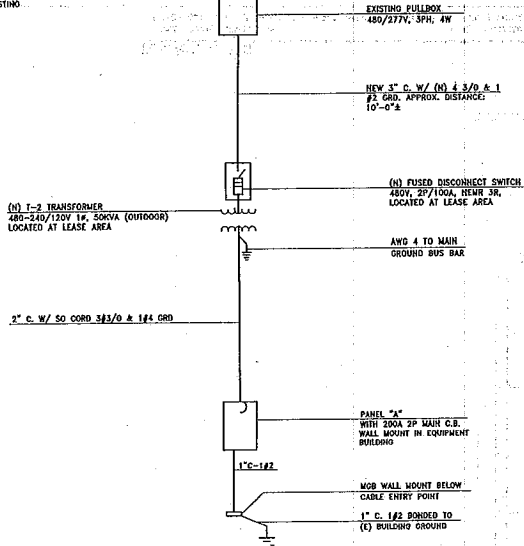 STING
EXISTING PULLBOX
480/277V, 3PH, 4W
NEW 3" C. W/ (N) 4 3/0 & 1
#2 GRD. APPROX. DISTANCE:
10'-0"±
(N) FUSED DISCONNECT SWITCH
480V, 2P/100A, NEMR 3R,
LOCATED AT LEASE AREA
(N) T-2 TRANSFORMER
480-240/120V 1ø, 50KVA (OUTDOOR)
LOCATED AT LEASE AREA
AWG 4 TO MAIN
GROUND BUS BAR
2" C. W/ SO CORD 3#3/0 & 1#4 GRD
PANEL "A"
WITH 200A 2P MAIN C.B.
WALL MOUNT IN EQUIPMENT
BUILDING
1"C-1#2
MGB WALL MOUNT BELOW
CABLE ENTRY POINT
1" C. 1#2 BONDED TO
(E) BUILDING GROUND